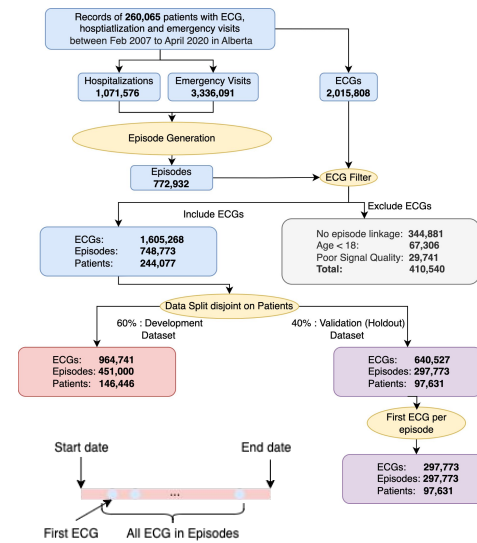 Records of 260,065 patients with ECG,
hosptiatlization and emergency visits
between Feb 2007 to April 2020 in Alberta
Hospitalizations
1,071,576
Emergency Visits
3,336,091
ECGs
2,015,808
Episode Generation
Episodes
772,932
ECG Filter
Include ECGs
Exclude ECGs
ECGs: 1,605,268
Episodes: 748,773
Patients: 244,077
No episode linkage: 344,881
Age < 18: 67,306
Poor Signal Quality: 29,741
Total: 410,540
Data Split disjoint on Patients
60% : Development
Dataset
40% : Validation (Holdout)
Dataset
ECGs: 964,741
Episodes: 451,000
Patients: 146,446
ECGs: 640,527
Episodes: 297,773
Patients: 97,631
First ECG per
episode
ECGs: 297,773
Episodes: 297,773
Patients: 97,631
Start date
End date
...
First ECG
All ECG in Episodes